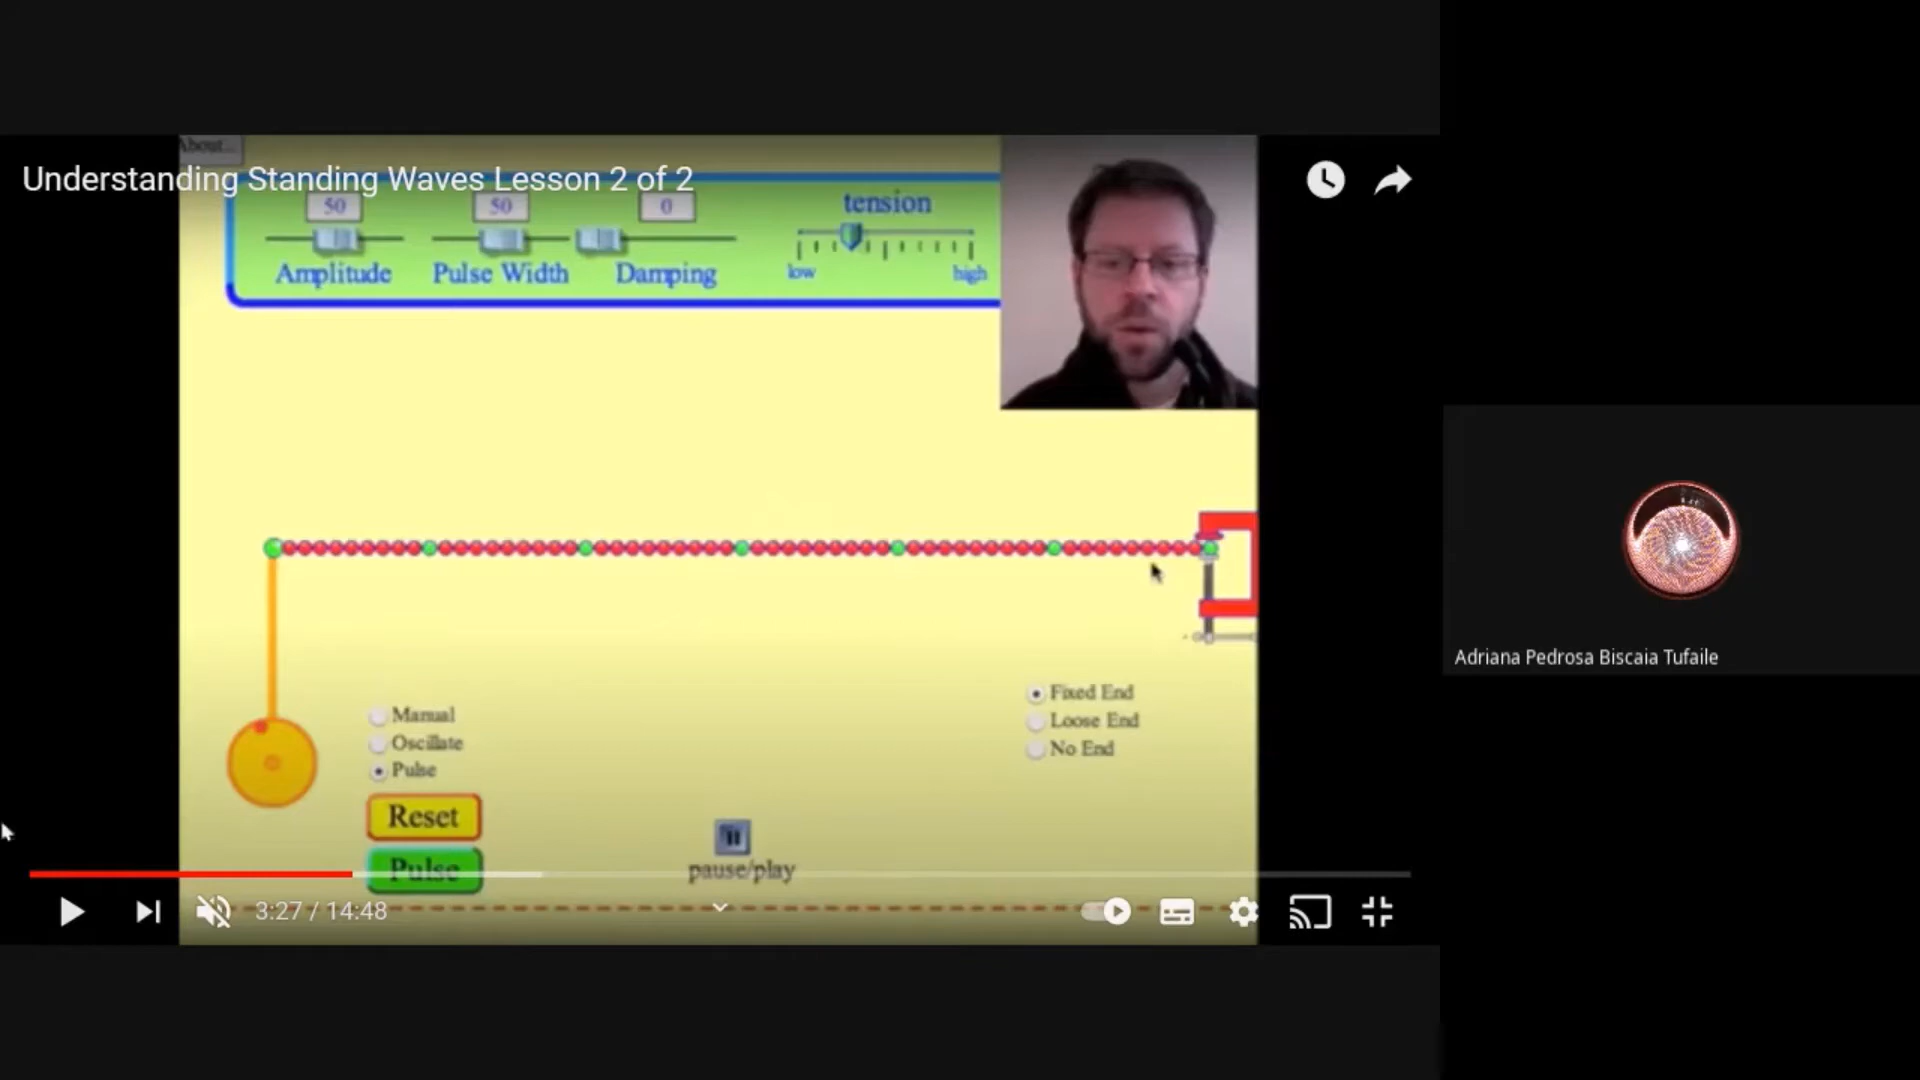 About...
Understanding Standing Waves Lesson 2 of 2
50 50 0
tension
Amplitude Pulse Width Damping
low high
Adriana Pedrosa Biscaia Tufaile
Manual
Oscillate
Pulse
Fixed End
Loose End
No End
Reset
Pulse
pause/play
3:27 / 14:48